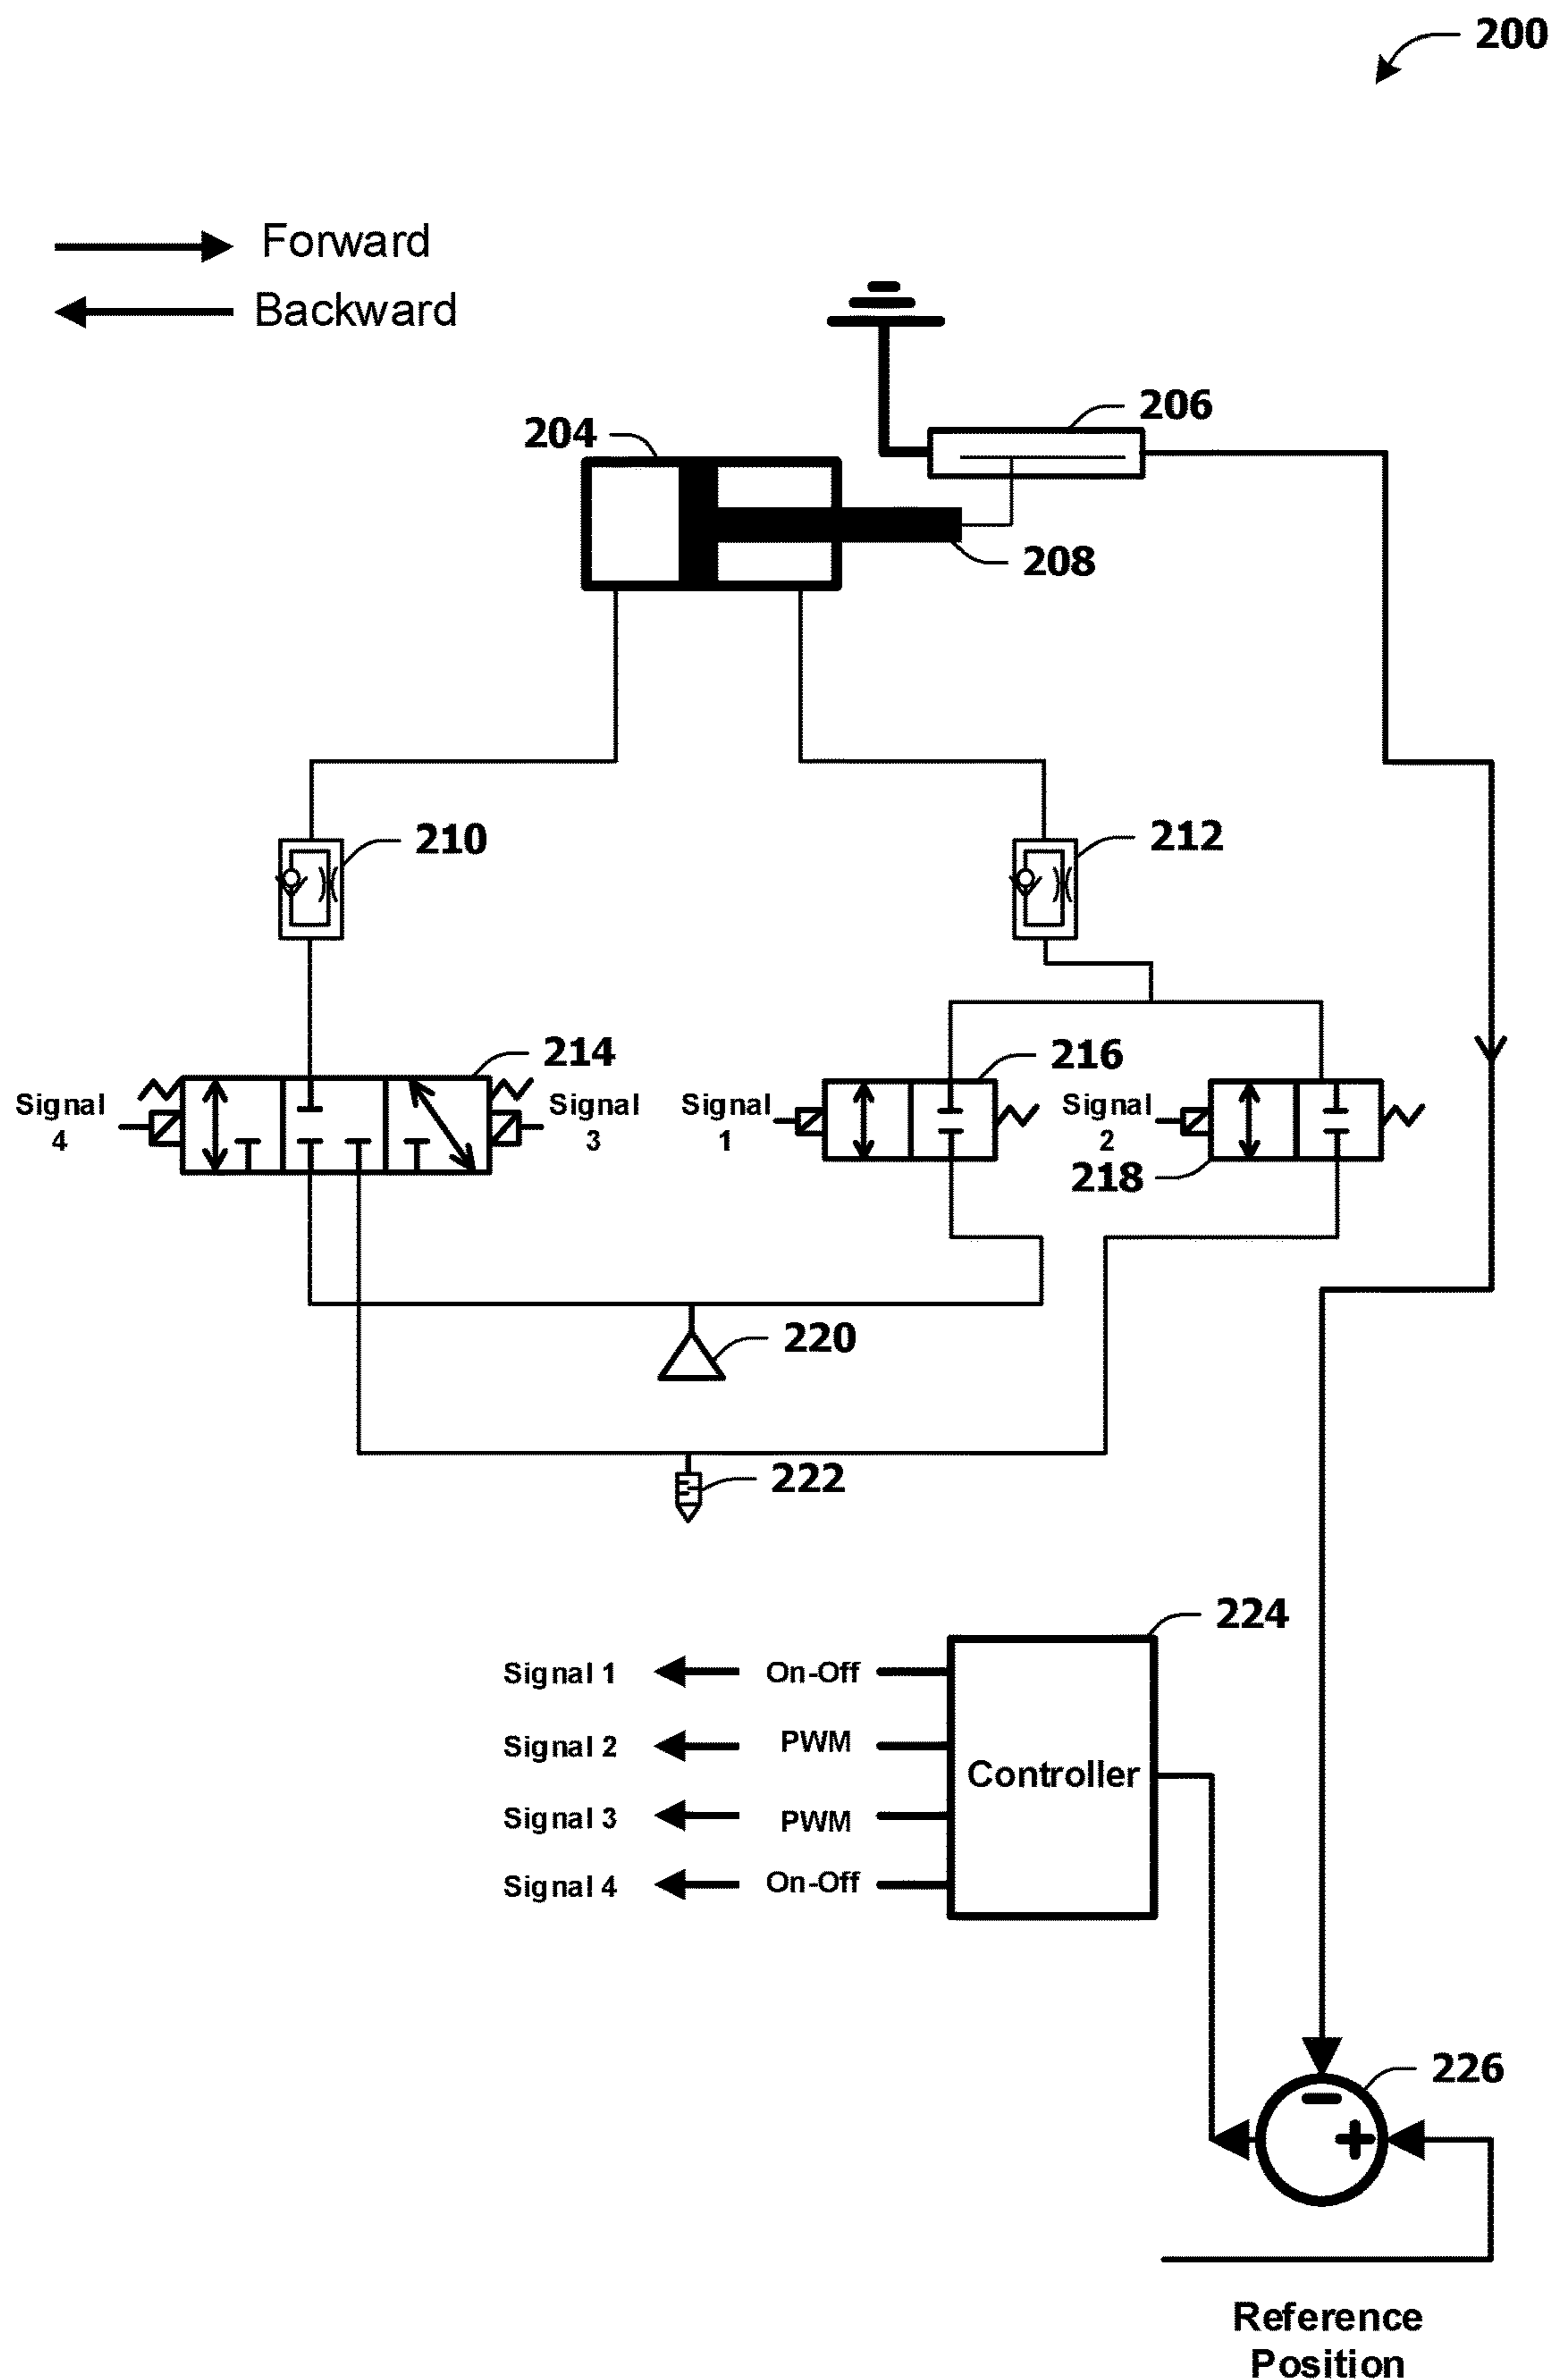 200
Forward
Backward
206
204
208
210
212
214
216
Signal
4
Signal
3
Signal
1
Signal
2
218
220
222
224
Signal 1 On-Off
Signal 2 PWM
Controller
Signal 3 PWM
Signal 4 On-Off
226
Reference
Position